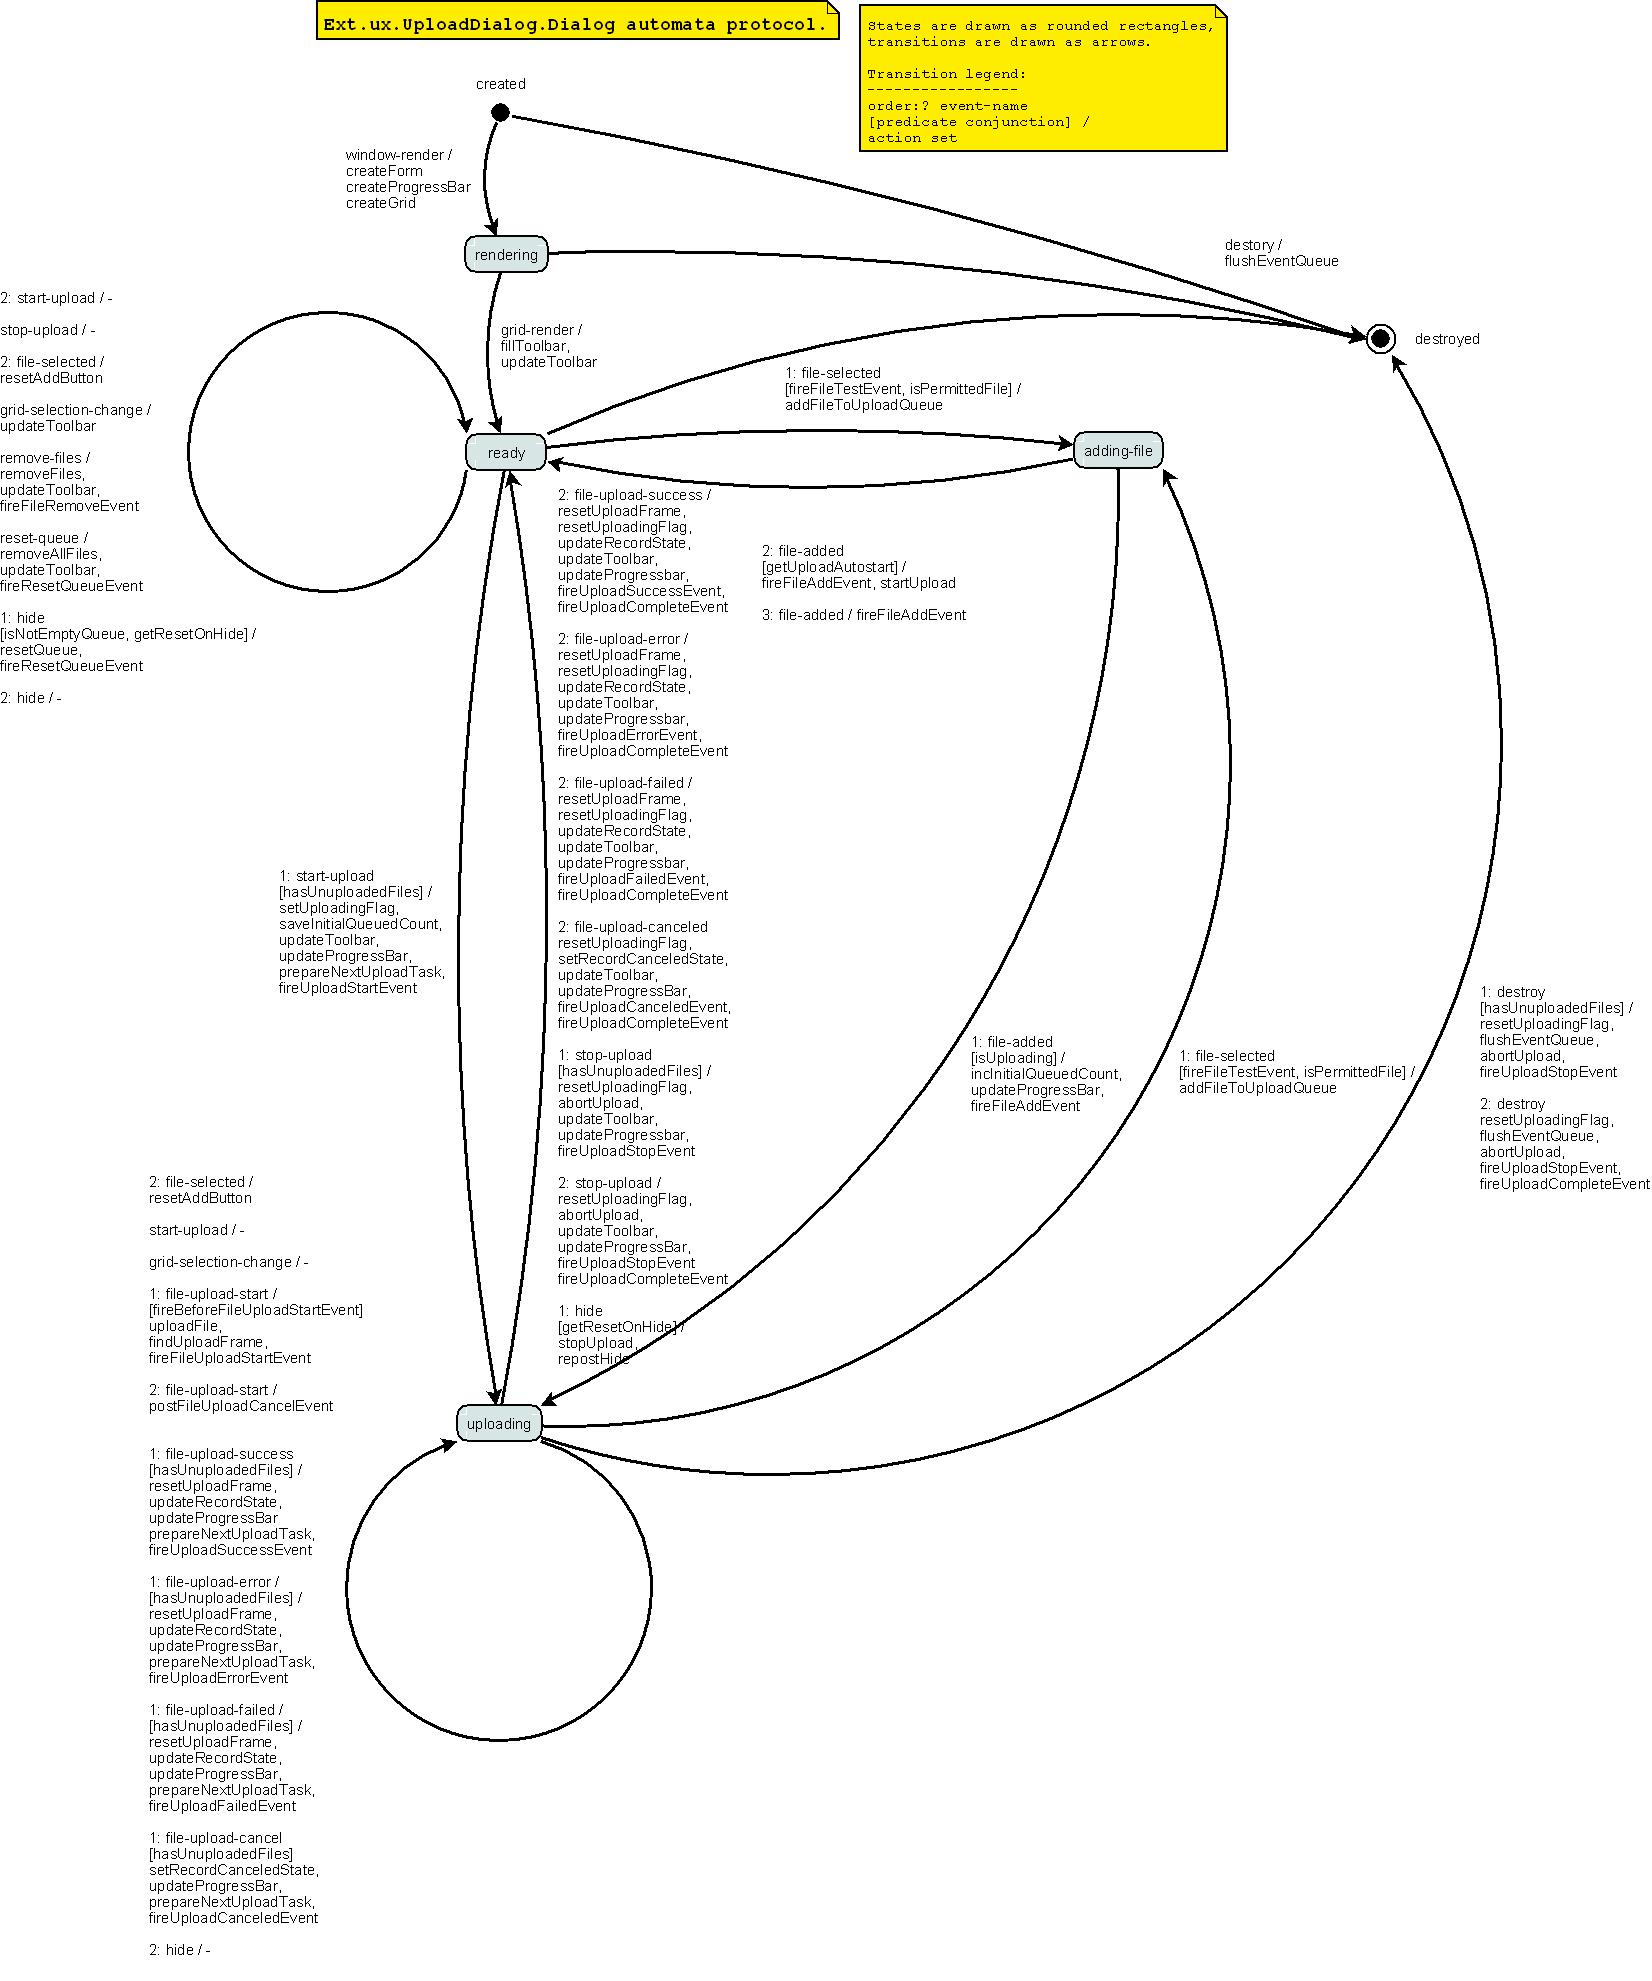 Ext.ux.UploadDialog.Dialog automata protocol.
States are drawn as rounded rectangles,
transitions are drawn as arrows.
Transition legend:
-----------------
order:? event-name
[predicate conjunction] /
action set
created
window-render /
createForm
createProgressBar
createGrid
rendering
destory /
flushEventQueue
destroyed
grid-render /
fillToolbar,
updateToolbar
2: start-upload / -
stop-upload / -
2: file-selected /
resetAddButton
grid-selection-change /
updateToolbar
remove-files /
removeFiles,
updateToolbar,
fireFileRemoveEvent
reset-queue /
removeAllFiles,
updateToolbar,
fireResetQueueEvent
1: hide
[isNotEmptyQueue, getResetOnHide] /
resetQueue,
fireResetQueueEvent
2: hide / -
1: file-selected
[fireFileTestEvent, isPermittedFile] /
addFileToUploadQueue
ready
adding-file
2: file-upload-success /
resetUploadFrame,
resetUploadingFlag,
updateRecordState,
updateToolbar,
updateProgressbar,
fireUploadSuccessEvent,
fireUploadCompleteEvent
2: file-upload-error /
resetUploadFrame,
resetUploadingFlag,
updateRecordState,
updateToolbar,
updateProgressbar,
fireUploadErrorEvent,
fireUploadCompleteEvent
2: file-upload-failed /
resetUploadFrame,
resetUploadingFlag,
updateRecordState,
updateToolbar,
updateProgressbar,
fireUploadFailedEvent,
fireUploadCompleteEvent
2: file-upload-canceled
resetUploadingFlag,
setRecordCanceledState,
updateToolbar,
updateProgressBar,
fireUploadCanceledEvent,
fireUploadCompleteEvent
1: stop-upload
[hasUnuploadedFiles] /
resetUploadingFlag,
abortUpload,
updateToolbar,
updateProgressbar,
fireUploadStopEvent
2: stop-upload /
resetUploadingFlag,
abortUpload,
updateToolbar,
updateProgressBar,
fireUploadStopEvent
fireUploadCompleteEvent
1: hide
[getResetOnHide] /
stopUpload,
repostHide
2: file-added
[getUploadAutostart] /
fireFileAddEvent, startUpload
3: file-added / fireFileAddEvent
1: start-upload
[hasUnuploadedFiles] /
setUploadingFlag,
saveInitialQueuedCount,
updateToolbar,
updateProgressBar,
prepareNextUploadTask,
fireUploadStartEvent
1: file-added
[isUploading] /
incInitialQueuedCount,
updateProgressBar,
fireFileAddEvent
1: file-selected
[fireFileTestEvent, isPermittedFile] /
addFileToUploadQueue
1: destroy
[hasUnuploadedFiles] /
resetUploadingFlag,
flushEventQueue,
abortUpload,
fireUploadStopEvent
2: destroy
resetUploadingFlag,
flushEventQueue,
abortUpload,
fireUploadStopEvent,
fireUploadCompleteEvent
uploading
2: file-selected /
resetAddButton
start-upload / -
grid-selection-change / -
1: file-upload-start /
[fireBeforeFileUploadStartEvent]
uploadFile,
findUploadFrame,
fireFileUploadStartEvent
2: file-upload-start /
postFileUploadCancelEvent
1: file-upload-success
[hasUnuploadedFiles] /
resetUploadFrame,
updateRecordState,
updateProgressBar
prepareNextUploadTask,
fireUploadSuccessEvent
1: file-upload-error /
[hasUnuploadedFiles] /
resetUploadFrame,
updateRecordState,
updateProgressBar,
prepareNextUploadTask,
fireUploadErrorEvent
1: file-upload-failed /
[hasUnuploadedFiles] /
resetUploadFrame,
updateRecordState,
updateProgressBar,
prepareNextUploadTask,
fireUploadFailedEvent
1: file-upload-cancel
[hasUnuploadedFiles]
setRecordCanceledState,
updateProgressBar,
prepareNextUploadTask,
fireUploadCanceledEvent
2: hide / -